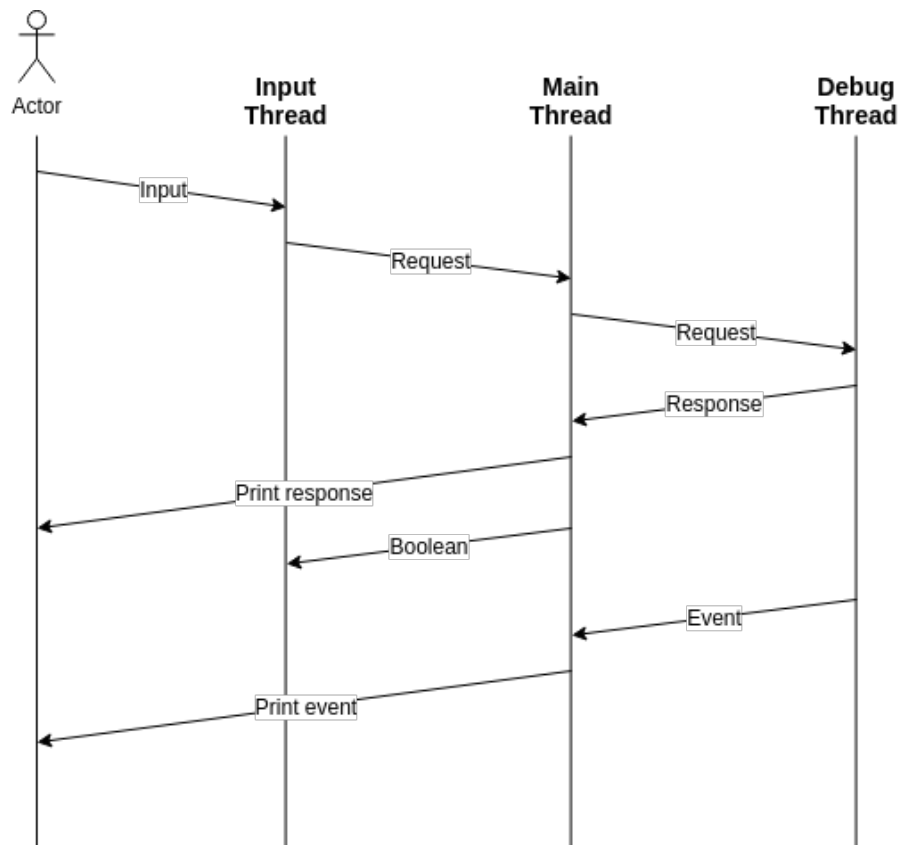 Actor
Input
Thread
Main
Thread
Debug
Thread
Input
Request
Request
Response
Print response
Boolean
Event
Print event